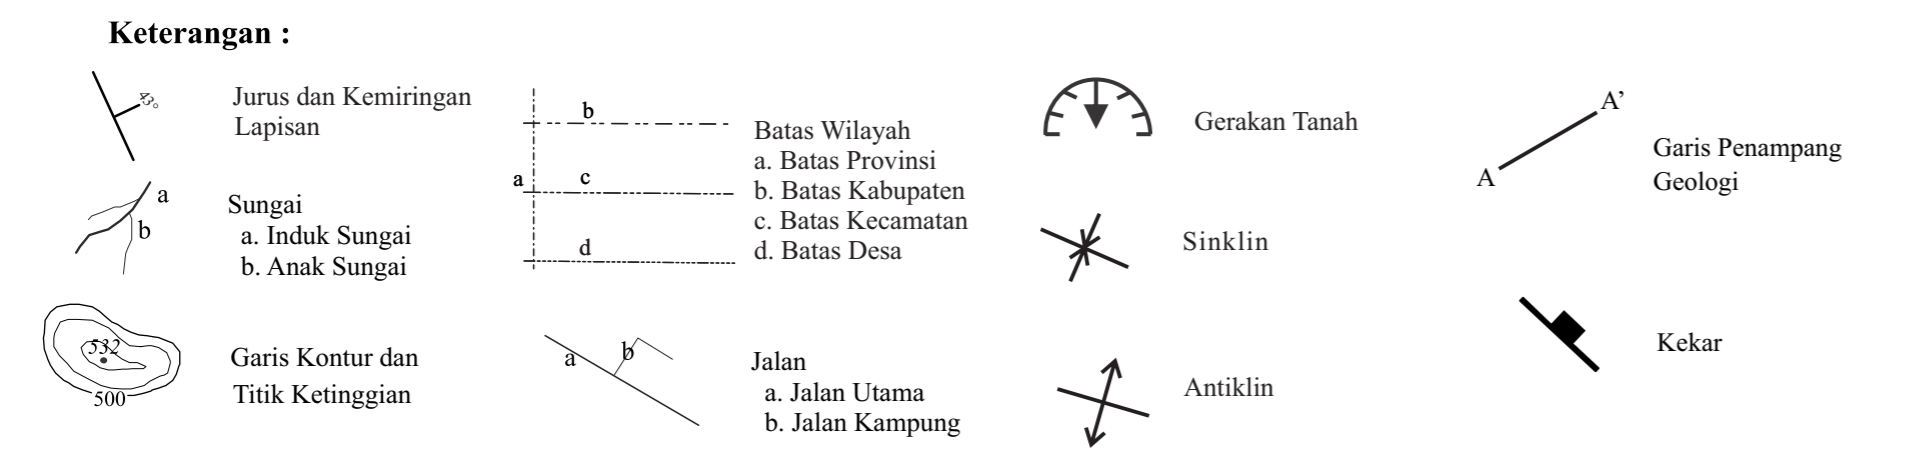 Keterangan :
43°
Jurus dan Kemiringan
Lapisan
a
b
Sungai
a. Induk Sungai
b. Anak Sungai
532
500
Garis Kontur dan
Titik Ketinggian
b
a
c
d
Batas Wilayah
a. Batas Provinsi
b. Batas Kabupaten
c. Batas Kecamatan
d. Batas Desa
a
b
Jalan
a. Jalan Utama
b. Jalan Kampung
Gerakan Tanah
Sinklin
Antiklin
A’
A
Garis Penampang
Geologi
Kekar